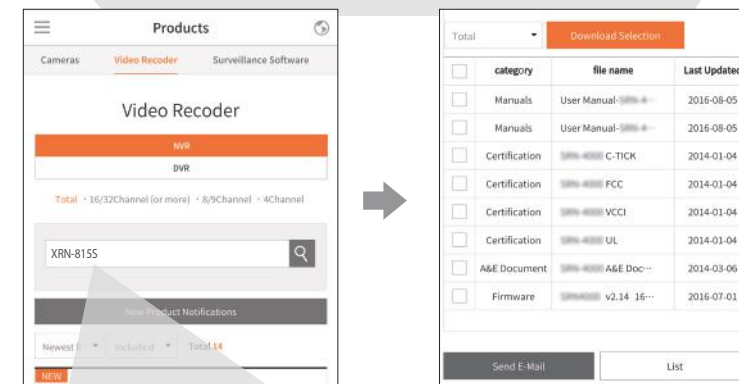 Products
Cameras Video Recoder Surveillance Software
Video Recoder
NVR
DVR
Total • 16/32Channel (or more) • 8/9Channel • 4Channel
XRN-815S
New Product Notifications
Newest Include d Total 14
NEW
Total Download Selection
category file name Last Updated
Manuals User Manual- 2016-08-05
Manuals User Manual- 2016-08-05
Certification C-TICK 2014-01-04
Certification FCC 2014-01-04
Certification VCCI 2014-01-04
Certification UL 2014-01-04
A&E Document A&E Doc··· 2014-03-06
Firmware v2.14 16··· 2016-07-01
Send E-Mail List